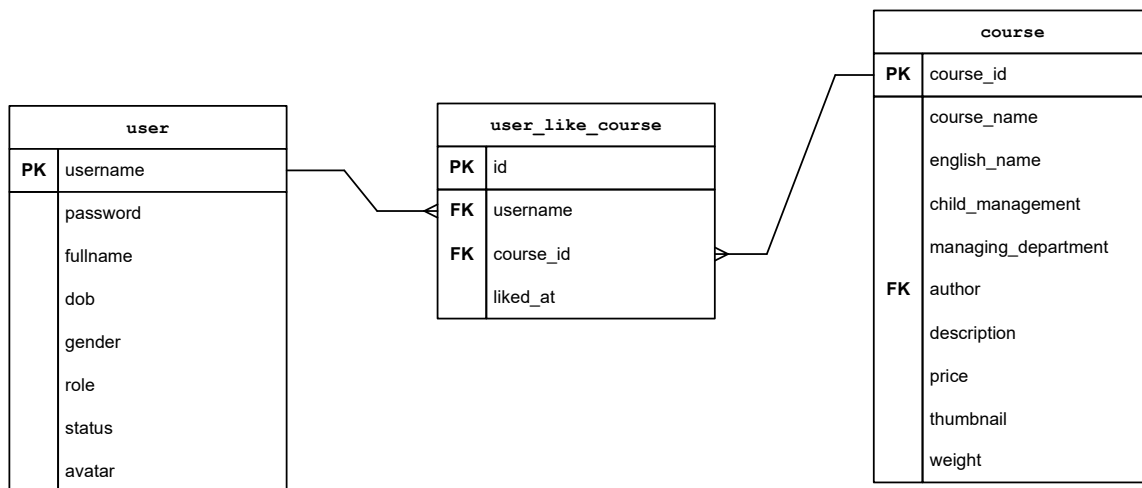 user
PK username
password
fullname
dob
gender
role
status
avatar
user_like_course
PK id
FK username
FK course_id
liked_at
course
PK course_id
course_name
english_name
child_management
managing_department
FK author
description
price
thumbnail
weight